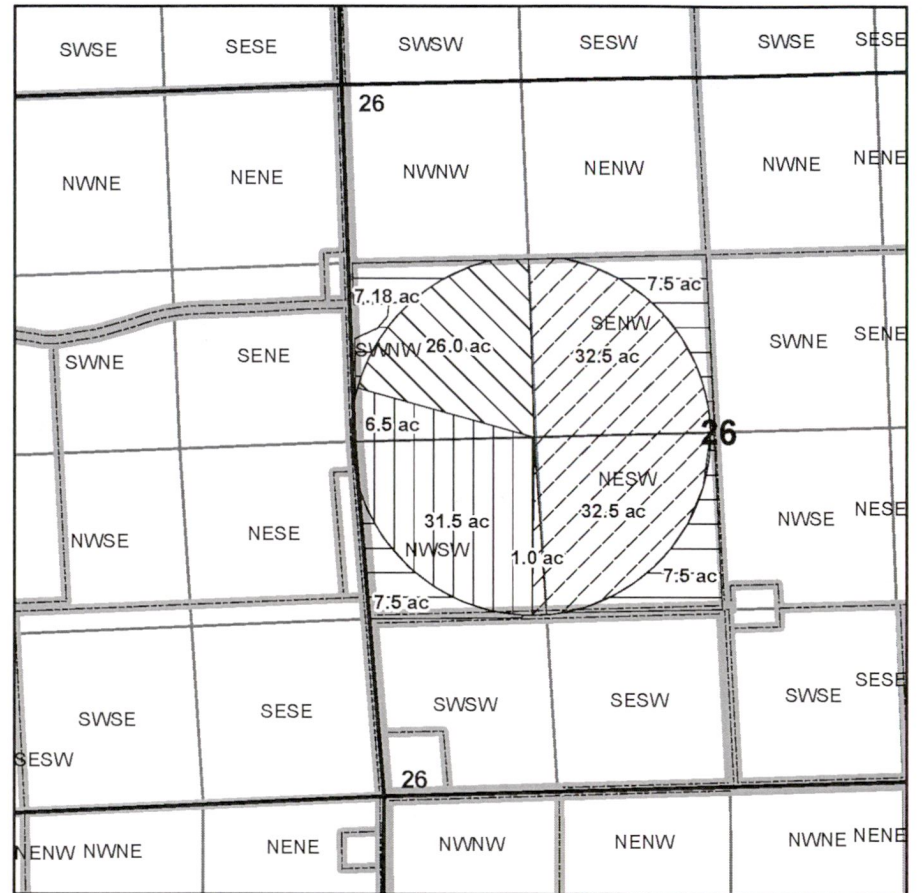 SWSE SESE SWSW SESW SWSE SESE
26
NWNE NENE NWNW NENW NWNE NENE
7.18 ac 7.5 ac
SENW
SWNW 26.0 ac 32.5 ac
SWNE SENE SWNE SENE
6.5 ac 26
NESW
31.5 ac 32.5 ac
NWSE NESE NWSW NWSE NESE
1.0 ac
7.5 ac 7.5 ac
SWSE SESE SWSW SESW SWSE SESE
SESW
26
NENW NWNE NENE NWNW NENW NWNE NENE